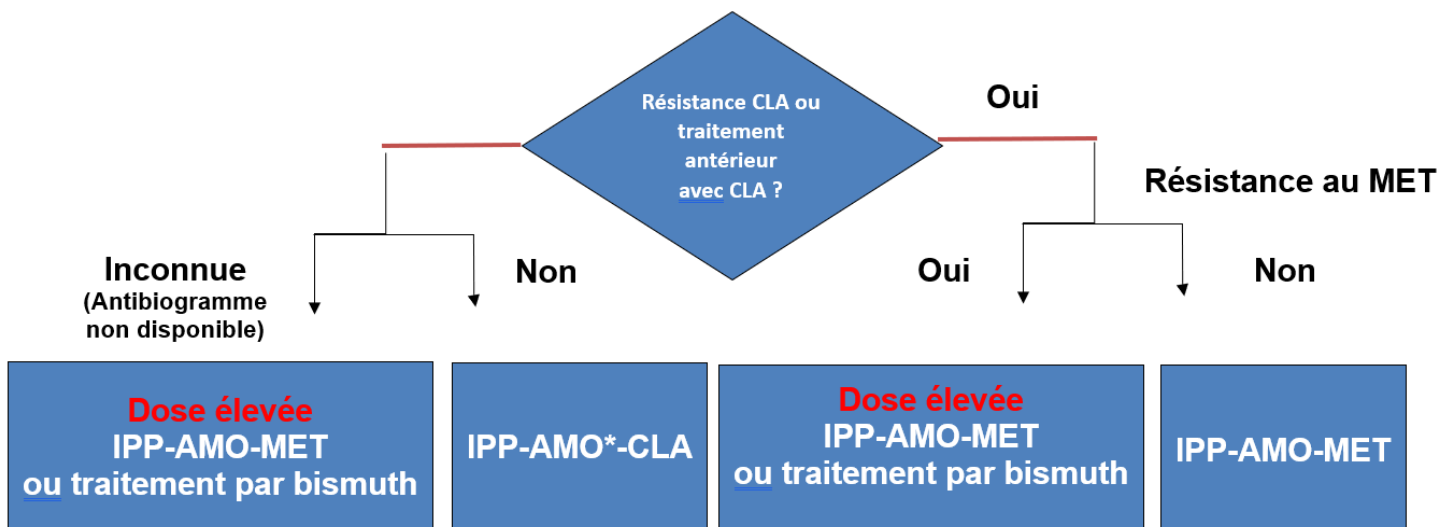 Résistance CLA ou
traitement
antérieur
avec CLA ?
Oui
Résistance au MET
Inconnue
(Antibiogramme
non disponible)
Non
Oui
Non
Dose élevée
IPP-AMO-MET
ou traitement par bismuth
IPP-AMO*-CLA
Dose élevée
IPP-AMO-MET
ou traitement par bismuth
IPP-AMO-MET